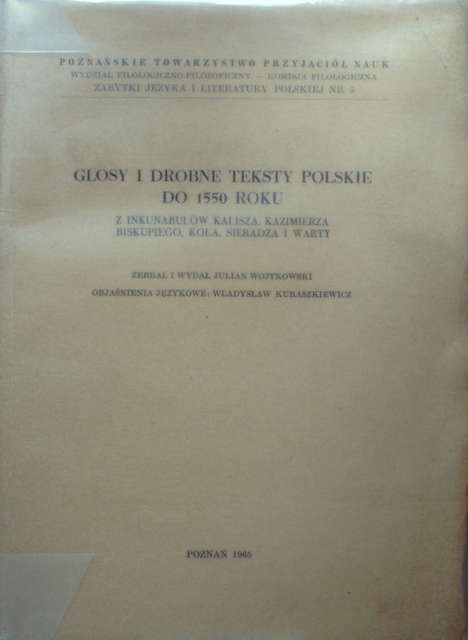 POZNAŃSKIE TOWARZYSTWO PRZYJACIÓŁ NAUK
WYDZIAŁ FILOLOGICZNO-FILOZOFICZNY — KOMISJA FILOLOGICZNA
ZABYTKI JĘZYKA I LITERATURY POLSKIEJ NR 5
GLOSY I DROBNE TEKSTY POLSKIE
DO 1550 ROKU
Z INKUNABUŁÓW KALISZA, KAZIMIERZA
BISKUPIEGO, KOŁA, SIERADZA I WARTY
ZEBRAŁ I WYDAŁ JULIAN WOJTKOWSKI
OBJAŚNIENIA JĘZYKOWE: WŁADYSŁAW KURASZKIEWICZ
POZNAŃ 1965